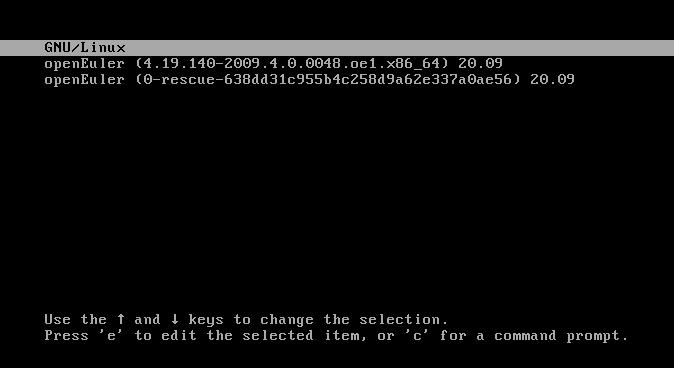 GNU/Linux
openEuler (4.19.140-2009.4.0.0048.oe1.x86_64) 20.09
openEuler (0-rescue-638dd31c955b4c258d9a62e337a0ae56) 20.09
Use the ↑ and ↓ keys to change the selection.
Press 'e' to edit the selected item, or 'c' for a command prompt.